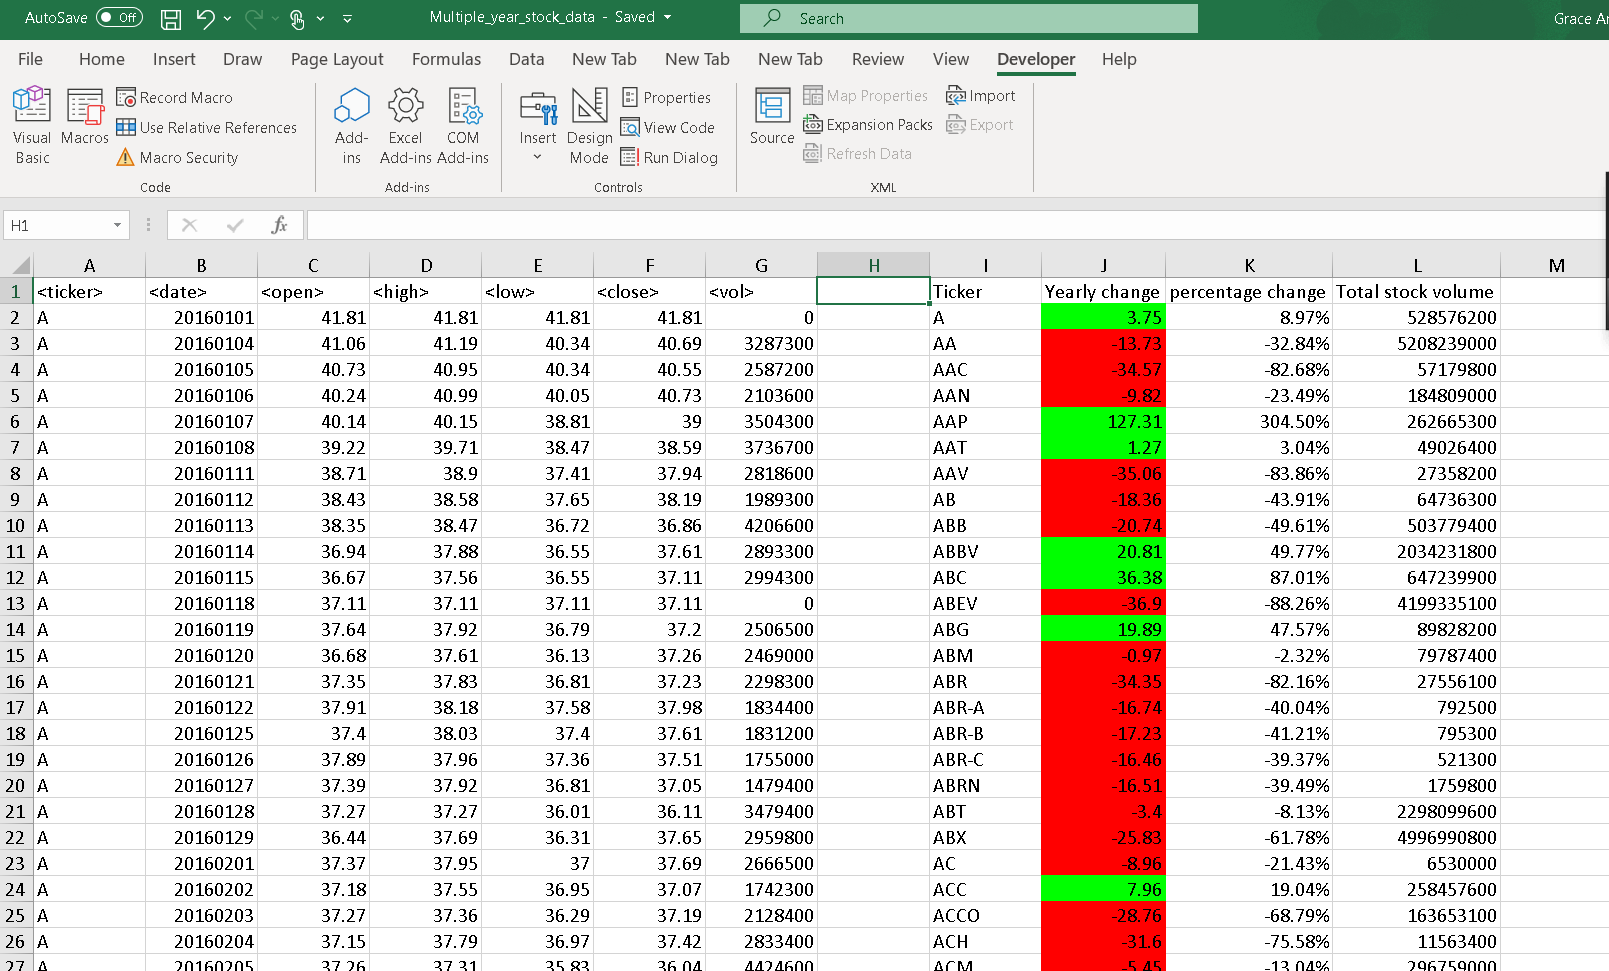 AutoSave Off Multiple_year_stock_data - Saved Search Grace
File Home Insert Draw Page Layout Formulas Data New Tab New Tab New Tab Review View Developer Help
Visual Basic Macros Record Macro Use Relative References Macro Security Code
Add-ins Excel Add-ins COM Add-ins Add-ins
Insert Design Mode Properties View Code Run Dialog Controls
Source Map Properties Expansion Packs Refresh Data Import Export XML
H1 fx
A B C D E F G H I J K L M
1 <ticker> <date> <open> <high> <low> <close> <vol> Ticker Yearly change percentage change Total stock volume
2 A 20160101 41.81 41.81 41.81 41.81 0 A 3.75 8.97% 528576200
3 A 20160104 41.06 41.19 40.34 40.69 3287300 AA -13.73 -32.84% 5208239000
4 A 20160105 40.73 40.95 40.34 40.55 2587200 AAC -34.57 -82.68% 57179800
5 A 20160106 40.24 40.99 40.05 40.73 2103600 AAN -9.82 -23.49% 184809000
6 A 20160107 40.14 40.15 38.81 39 3504300 AAP 127.31 304.50% 262665300
7 A 20160108 39.22 39.71 38.47 38.59 3736700 AAT 1.27 3.04% 49026400
8 A 20160111 38.71 38.9 37.41 37.94 2818600 AAV -35.06 -83.86% 27358200
9 A 20160112 38.43 38.58 37.65 38.19 1989300 AB -18.36 -43.91% 64736300
10 A 20160113 38.35 38.47 36.72 36.86 4206600 ABB -20.74 -49.61% 503779400
11 A 20160114 36.94 37.88 36.55 37.61 2893300 ABBV 20.81 49.77% 2034231800
12 A 20160115 36.67 37.56 36.55 37.11 2994300 ABC 36.38 87.01% 647239900
13 A 20160118 37.11 37.11 37.11 37.11 0 ABEV -36.9 -88.26% 4199335100
14 A 20160119 37.64 37.92 36.79 37.2 2506500 ABG 19.89 47.57% 89828200
15 A 20160120 36.68 37.61 36.13 37.26 2469000 ABM -0.97 -2.32% 79787400
16 A 20160121 37.35 37.83 36.81 37.23 2298300 ABR -34.35 -82.16% 27556100
17 A 20160122 37.91 38.18 37.58 37.98 1834400 ABR-A -16.74 -40.04% 792500
18 A 20160125 37.4 38.03 37.4 37.61 1831200 ABR-B -17.23 -41.21% 795300
19 A 20160126 37.89 37.96 37.36 37.51 1755000 ABR-C -16.46 -39.37% 521300
20 A 20160127 37.39 37.92 36.81 37.05 1479400 ABRN -16.51 -39.49% 1759800
21 A 20160128 37.27 37.27 36.01 36.11 3479400 ABT -3.4 -8.13% 2298099600
22 A 20160129 36.44 37.69 36.31 37.65 2959800 ABX -25.83 -61.78% 4996990800
23 A 20160201 37.37 37.95 37 37.69 2666500 AC -8.96 -21.43% 6530000
24 A 20160202 37.18 37.55 36.95 37.07 1742300 ACC 7.96 19.04% 258457600
25 A 20160203 37.27 37.36 36.29 37.19 2128400 ACCO -28.76 -68.79% 163653100
26 A 20160204 37.15 37.79 36.97 37.42 2833400 ACH -31.6 -75.58% 11563400
27 A 20160205 37.26 37.31 35.83 36.04 4424600 ACM -5.45 -13.04% 296759000